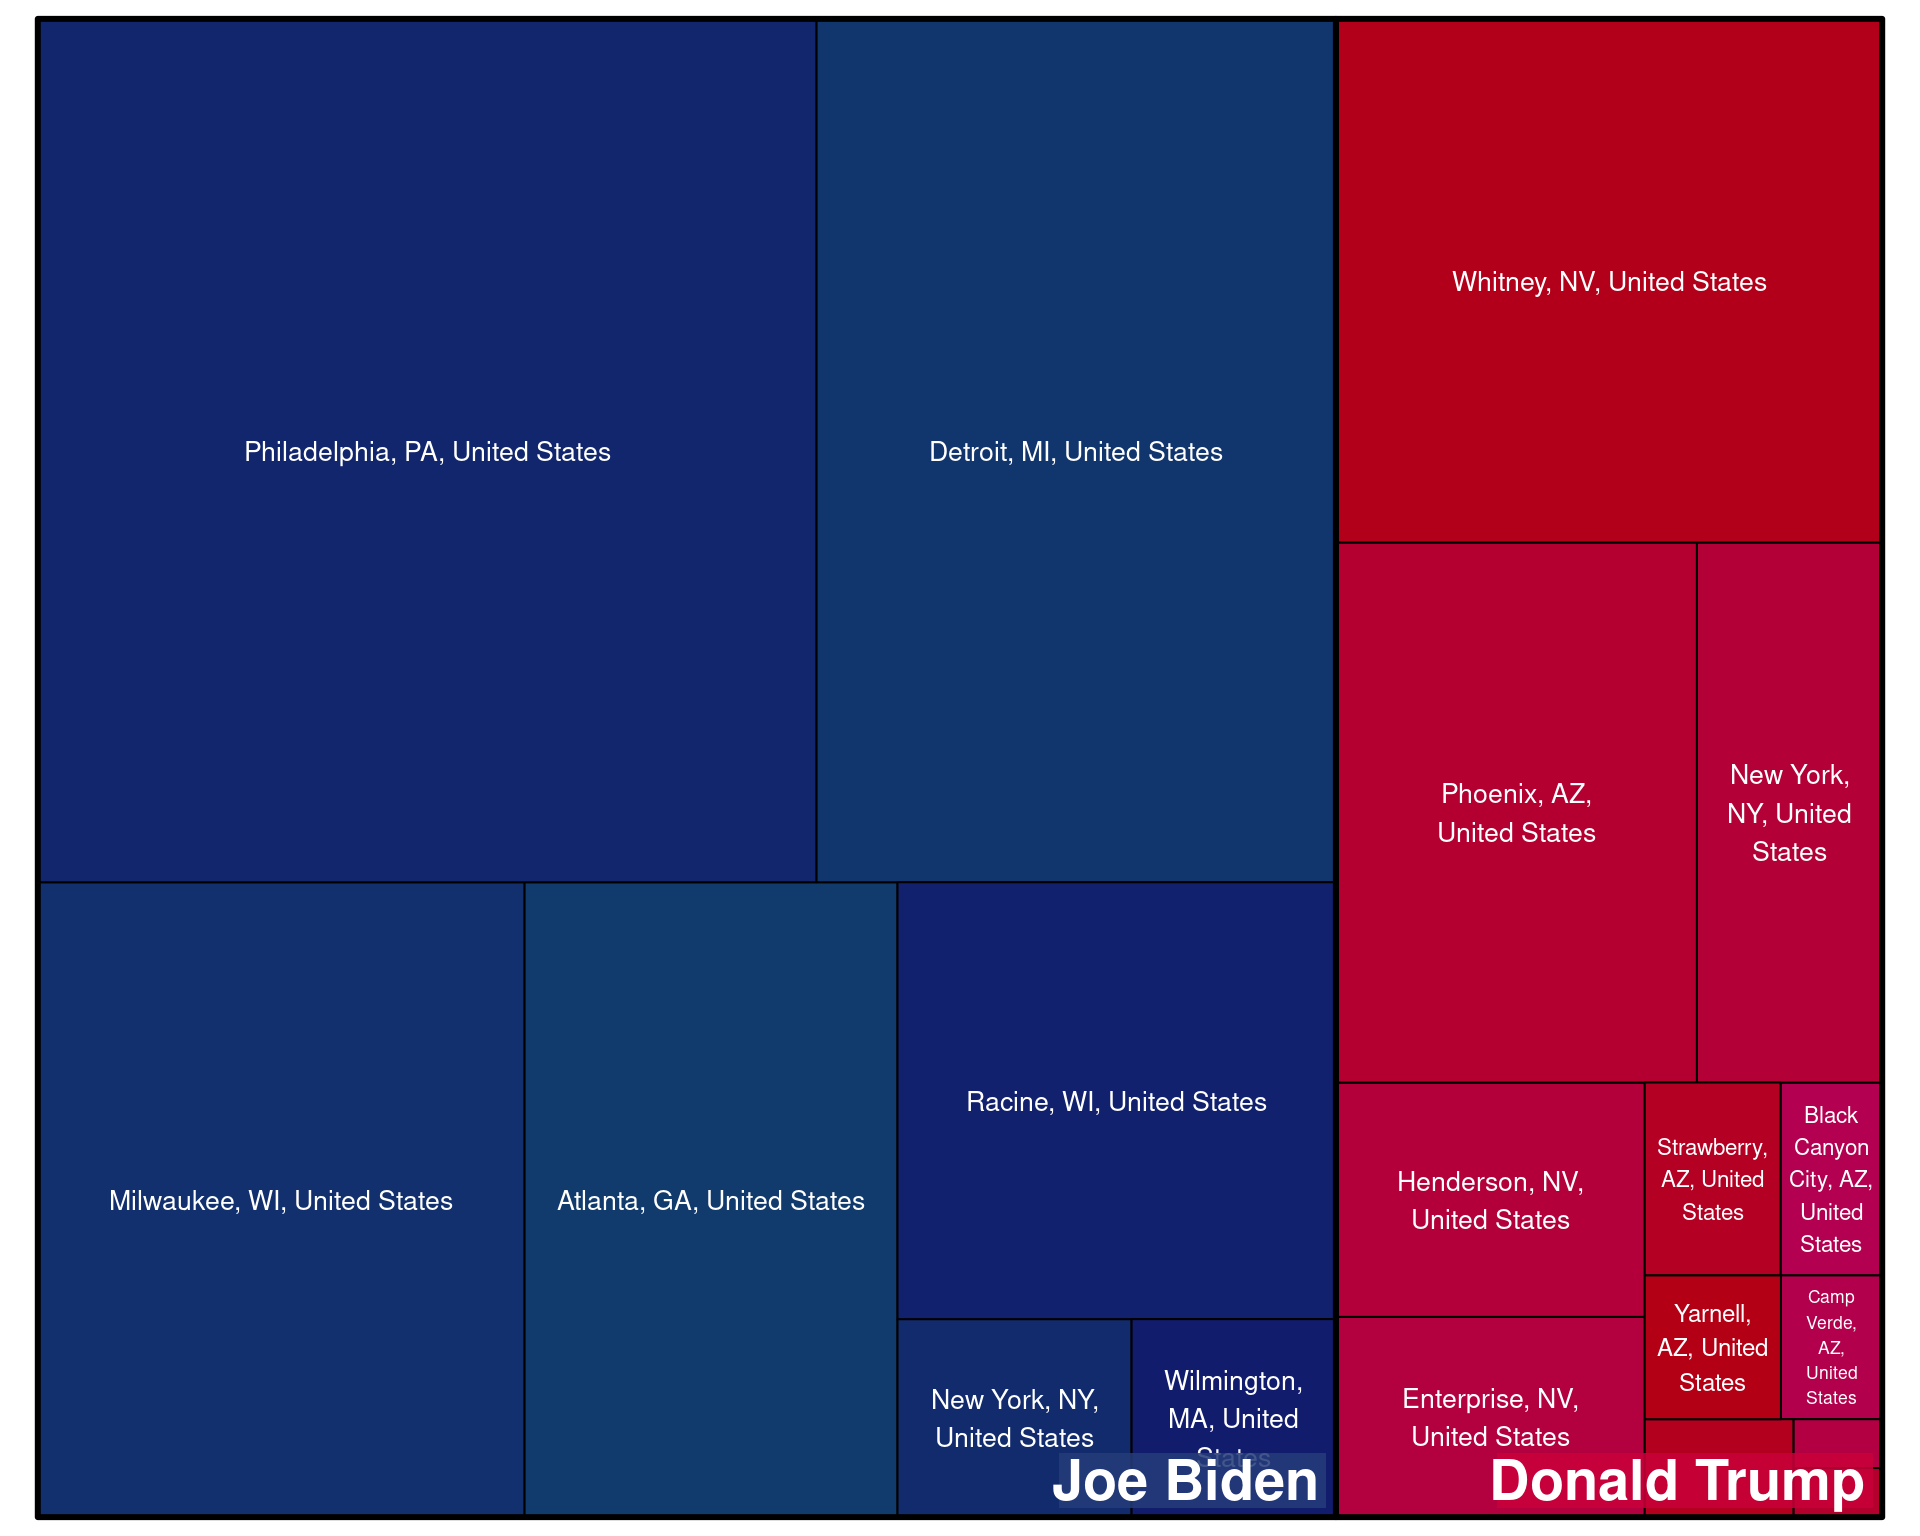 Philadelphia, PA, United States
Detroit, MI, United States
Milwaukee, WI, United States
Atlanta, GA, United States
Racine, WI, United States
New York, NY,
United States
Wilmington,
MA, United
States
Joe Biden
Whitney, NV, United States
Phoenix, AZ,
United States
New York,
NY, United
States
Henderson, NV,
United States
Enterprise, NV,
United States
Strawberry,
AZ, United
States
Black
Canyon
City, AZ,
United
States
Yarnell,
AZ, United
States
Camp
Verde,
AZ,
United
States
Donald Trump